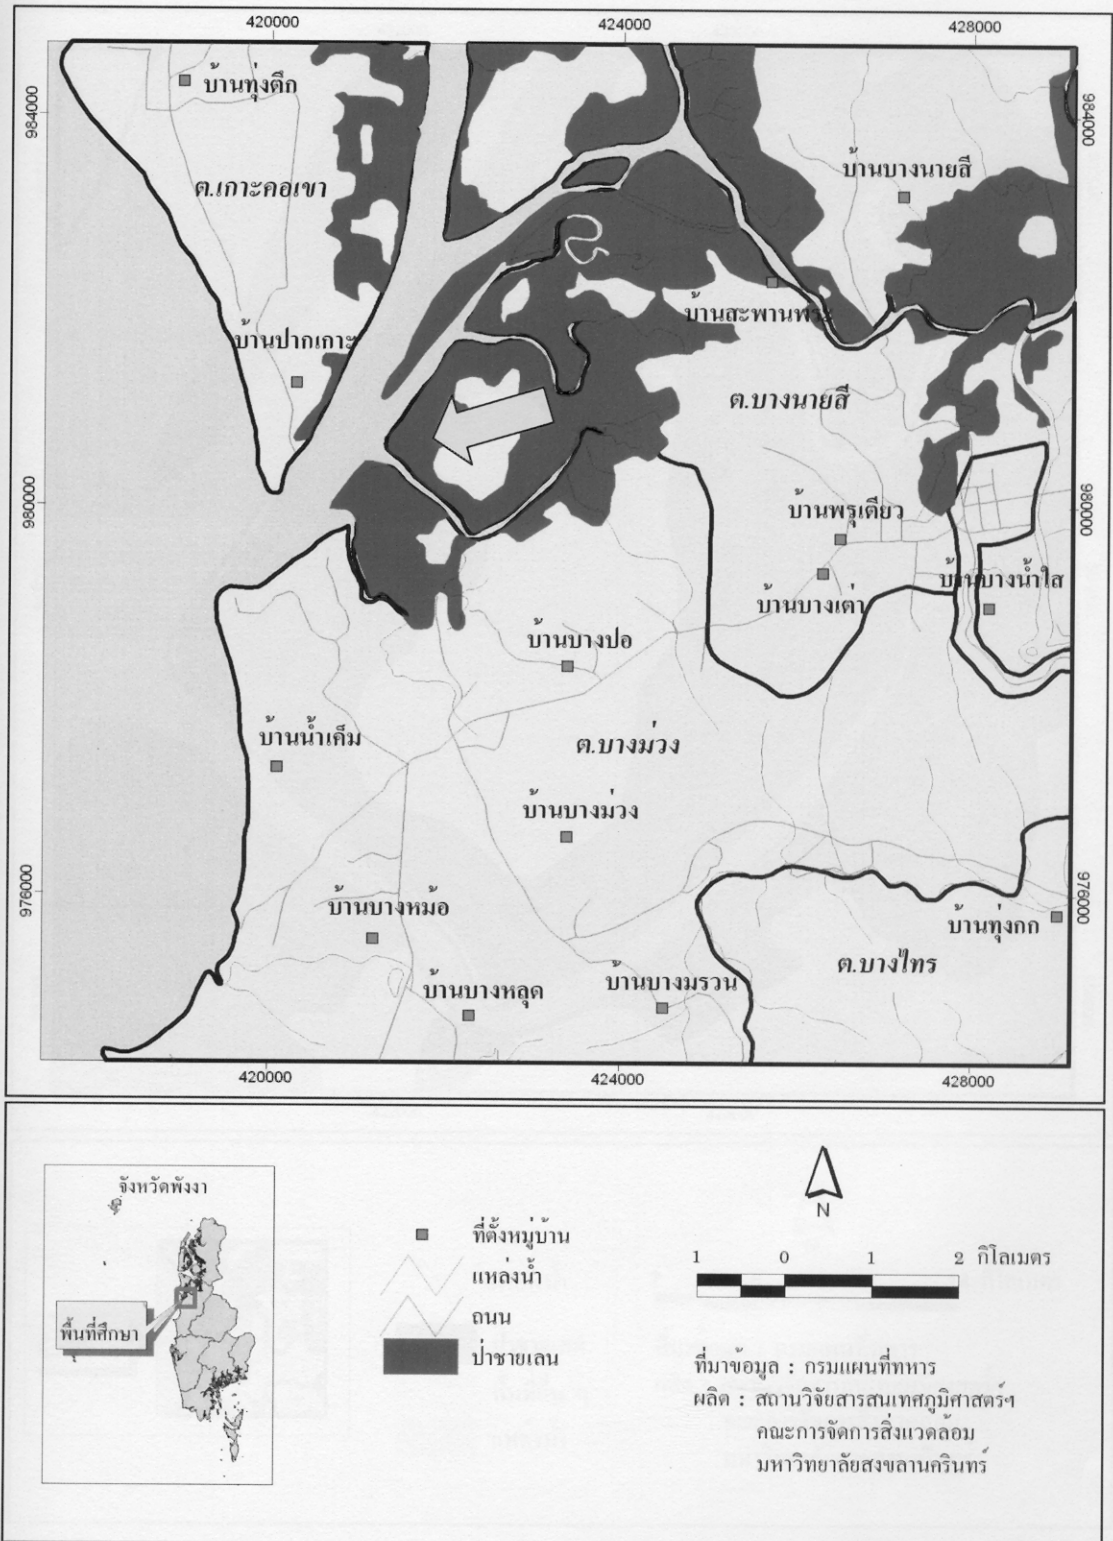 420000
424000
428000
984000
984000
บ้านทุ่งตึก
บ้านบางนายสี
ต.เกาะคอเขา
บ้านสะพานพระ
บ้านปากเกาะ
ต.บางนายสี
980000
980000
บ้านพรุเตียว
บ้านบางเต่า
บ้านบางน้ำใส
บ้านบางปอ
บ้านน้ำเค็ม
ต.บางม่วง
บ้านบางม่วง
976000
976000
บ้านบางหม้อ
บ้านทุ่งกก
ต.บางไทร
บ้านบางหลุด
บ้านบางมรวน
420000
424000
428000
จังหวัดพังงา
พื้นที่ศึกษา
ที่ตั้งหมู่บ้าน
แหล่งน้ำ
ถนน
ป่าชายเลน
N
1 0 1 2 กิโลเมตร
ที่มาข้อมูล : กรมแผนที่ทหาร
ผลิต : สถานวิจัยสารสนเทศภูมิศาสตร์ฯ
คณะการจัดการสิ่งแวดล้อม
มหาวิทยาลัยสงขลานครินทร์